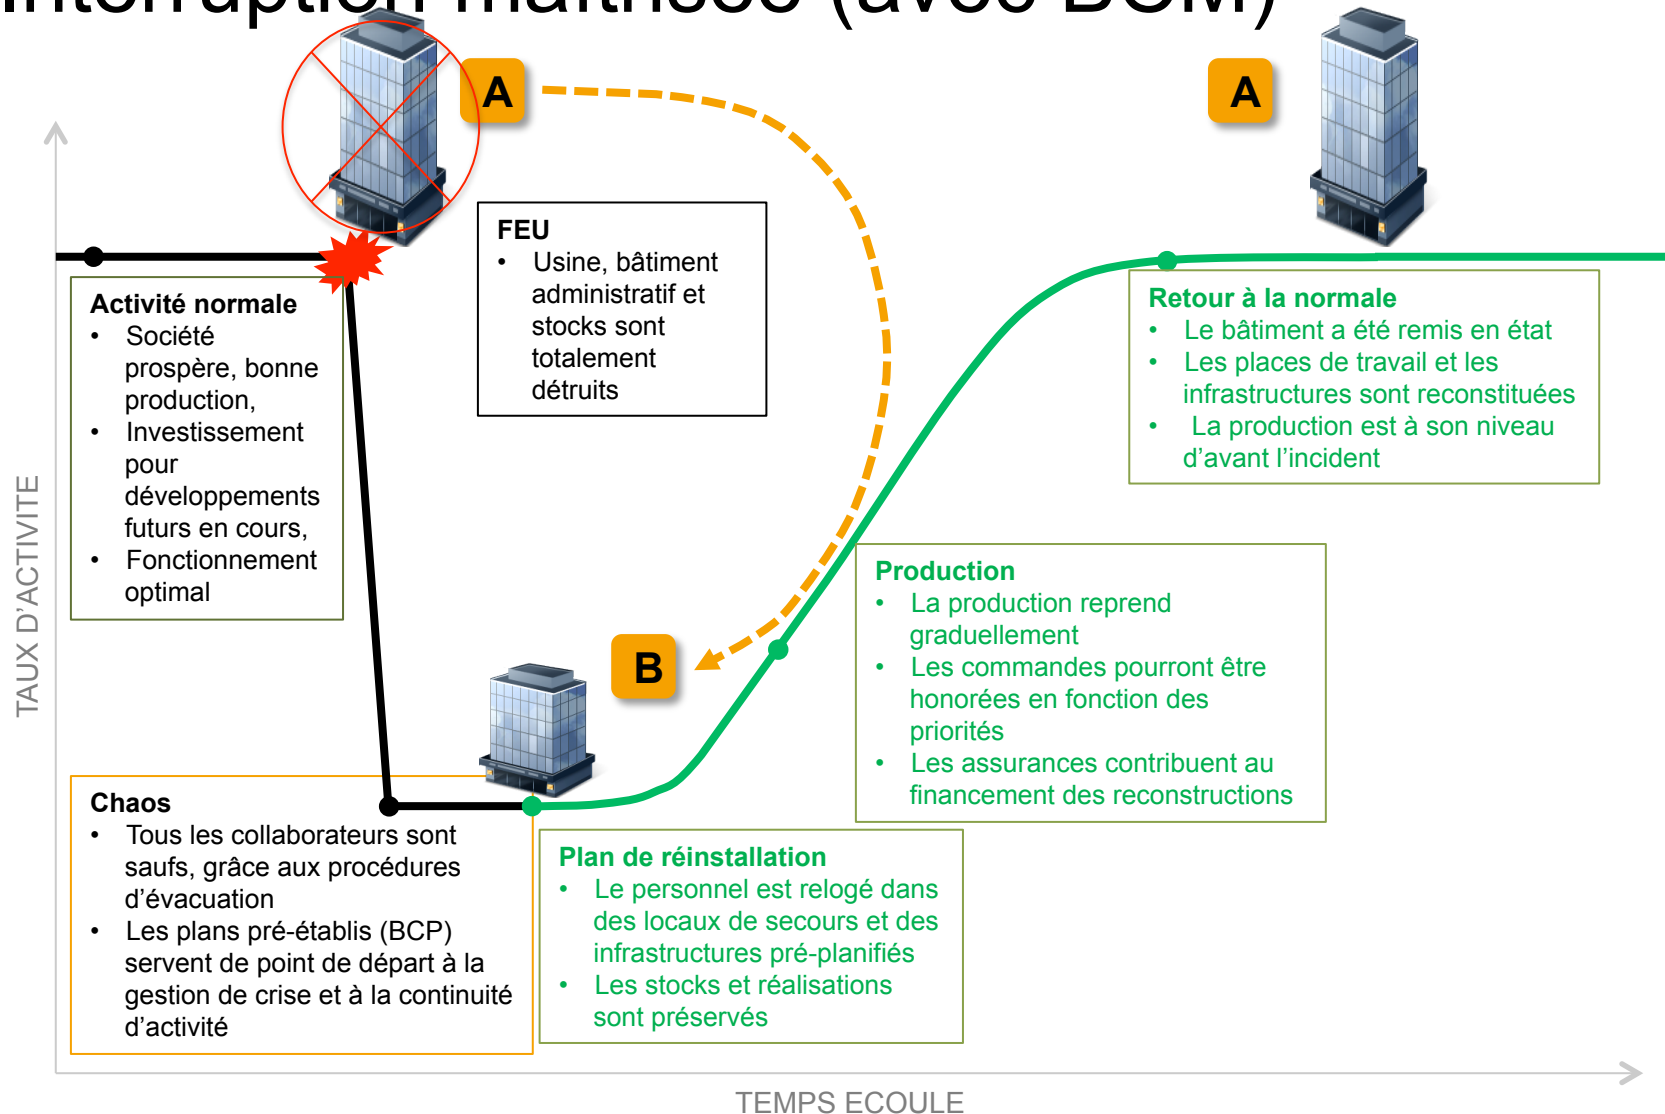 Interruption maîtrisée (avec BCM)
A
A
FEU
• Usine, bâtiment
administratif et
stocks sont
totalement
détruits
Activité normale
• Société
prospère, bonne
production,
• Investissement
pour
développements
futurs en cours,
• Fonctionnement
optimal
Retour à la normale
• Le bâtiment a été remis en état
• Les places de travail et les
infrastructures sont reconstituées
• La production est à son niveau
d’avant l’incident
TAUX D’ACTIVITE
B
Production
• La production reprend
graduellement
• Les commandes pourront être
honorées en fonction des
priorités
• Les assurances contribuent au
financement des reconstructions
Chaos
• Tous les collaborateurs sont
saufs, grâce aux procédures
d’évacuation
• Les plans pré-établis (BCP)
servent de point de départ à la
gestion de crise et à la continuité
d’activité
Plan de réinstallation
• Le personnel est relogé dans
des locaux de secours et des
infrastructures pré-planifiés
• Les stocks et réalisations
sont préservés
TEMPS ECOULE